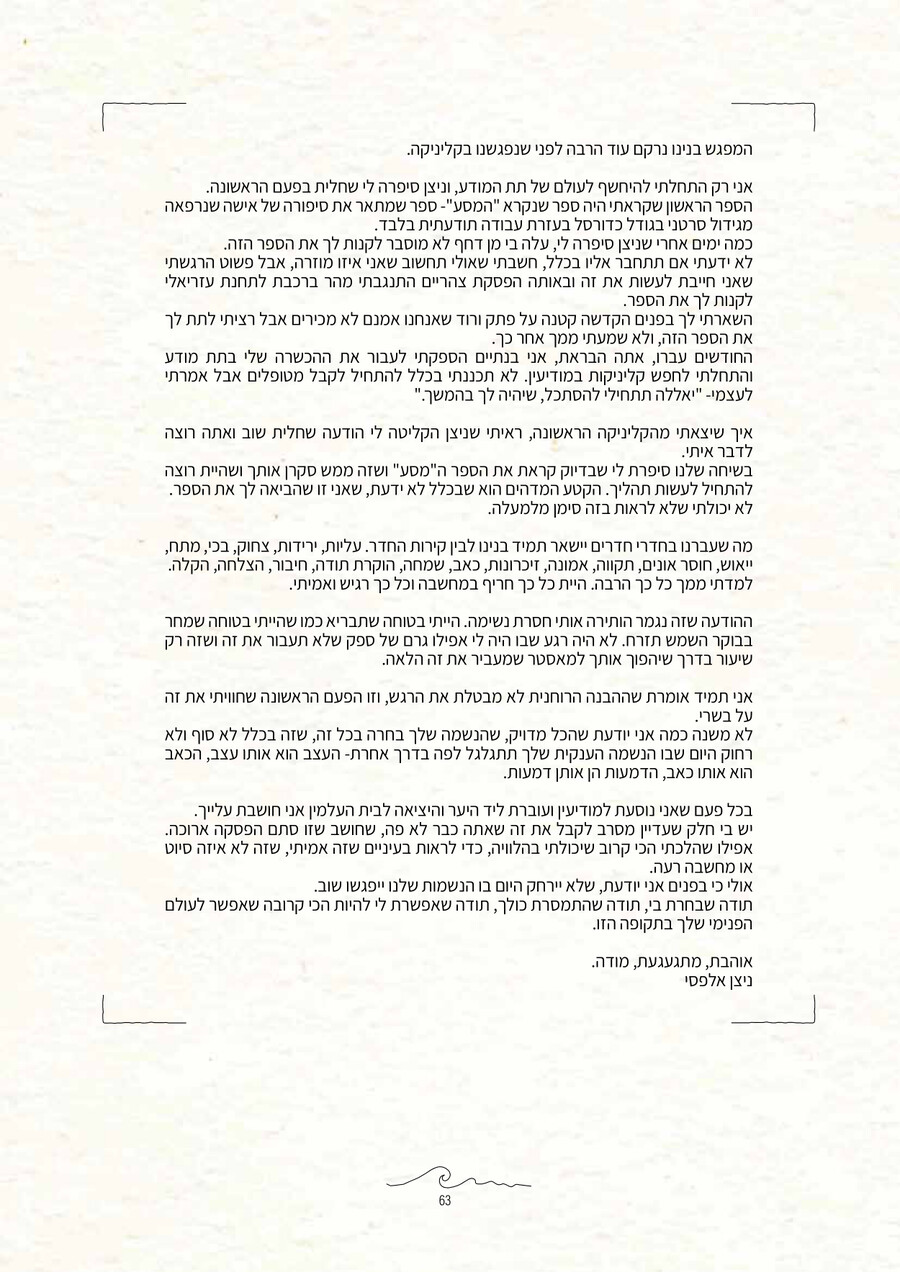 המפגש בנינו נרקם עוד הרבה לפני שנפגשנו בקליניקה.
אני רק התחלתי להיחשף לעולם של תת המודע, וניצן סיפרה לי שחלית בפעם הראשונה.
הספר הראשון שקראתי היה ספר שנקרא "המסע"- ספר שמתאר את סיפורה של אישה שנרפאה
מגידול סרטני בגודל כדורסל בעזרת עבודה תודעתית בלבד.
כמה ימים אחרי שניצן סיפרה לי, עלה בי מן דחף לא מוסבר לקנות לך את הספר הזה.
לא ידעתי אם תתחבר אליו בכלל, חשבתי שאולי תחשוב שאני איזו מוזרה, אבל פשוט הרגשתי
שאני חייבת לעשות את זה ובאותה הפסקת צהריים התנגבתי מהר ברכבת לתחנת עזריאלי
לקנות לך את הספר.
השארתי לך בפנים הקדשה קטנה על פתק ורוד שאנחנו אמנם לא מכירים אבל רציתי לתת לך
את הספר הזה, ולא שמעתי ממך אחר כך.
החודשים עברו, אתה הבראת, אני בנתיים הספקתי לעבור את ההכשרה שלי בתת מודע
והתחלתי לחפש קליניקות במודיעין. לא תכננתי בכלל להתחיל לקבל מטופלים אבל אמרתי
לעצמי- "יאללה תתחילי להסתכל, שיהיה לך בהמשך."
איך שיצאתי מהקליניקה הראשונה, ראיתי שניצן הקליטה לי הודעה שחלית שוב ואתה רוצה
לדבר איתי.
בשיחה שלנו סיפרת לי שבדיוק קראת את הספר ה"מסע" ושזה ממש סקרן אותך ושהיית רוצה
להתחיל לעשות תהליך. הקטע המדהים הוא שבכלל לא ידעת, שאני זו שהביאה לך את הספר.
לא יכולתי שלא לראות בזה סימן מלמעלה.
מה שעברנו בחדרי חדרים יישאר תמיד בנינו לבין קירות החדר. עליות, ירידות, צחוק, בכי, מתח,
ייאוש, חוסר אונים, תקווה, אמונה, זיכרונות, כאב, שמחה, הוקרת תודה, חיבור, הצלחה, הקלה.
למדתי ממך כל כך הרבה. היית כל כך חריף במחשבה וכל כך רגיש ואמיתי.
ההודעה שזה נגמר הותירה אותי חסרת נשימה. הייתי בטוחה שתבריא כמו שהייתי בטוחה שמחר
בבוקר השמש תזרח. לא היה רגע שבו היה לי אפילו גרם של ספק שלא תעבור את זה ושזה רק
שיעור בדרך שיהפוך אותך למאסטר שמעביר את זה הלאה.
אני תמיד אומרת שההבנה הרוחנית לא מבטלת את הרגש, וזו הפעם הראשונה שחוויתי את זה
על בשרי.
לא משנה כמה אני יודעת שהכל מדויק, שהנשמה שלך בחרה בכל זה, שזה בכלל לא סוף ולא
רחוק היום שבו הנשמה הענקית שלך תתגלגל לפה בדרך אחרת- העצב הוא אותו עצב, הכאב
הוא אותו כאב, הדמעות הן אותן דמעות.
בכל פעם שאני נוסעת למודיעין ועוברת ליד היער והיציאה לבית העלמין אני חושבת עלייך.
יש בי חלק שעדיין מסרב לקבל את זה שאתה כבר לא פה, שחושב שזו סתם הפסקה ארוכה.
אפילו שהלכתי הכי קרוב שיכולתי בהלוויה, כדי לראות בעיניים שזה אמיתי, שזה לא איזה סיוט
או מחשבה רעה.
אולי כי בפנים אני יודעת, שלא יירחק היום בו הנשמות שלנו ייפגשו שוב.
תודה שבחרת בי, תודה שהתמסרת כולך, תודה שאפשרת לי להיות הכי קרובה שאפשר לעולם
הפנימי שלך בתקופה הזו.
אוהבת, מתגעגעת, מודה.
ניצן אלפסי
63